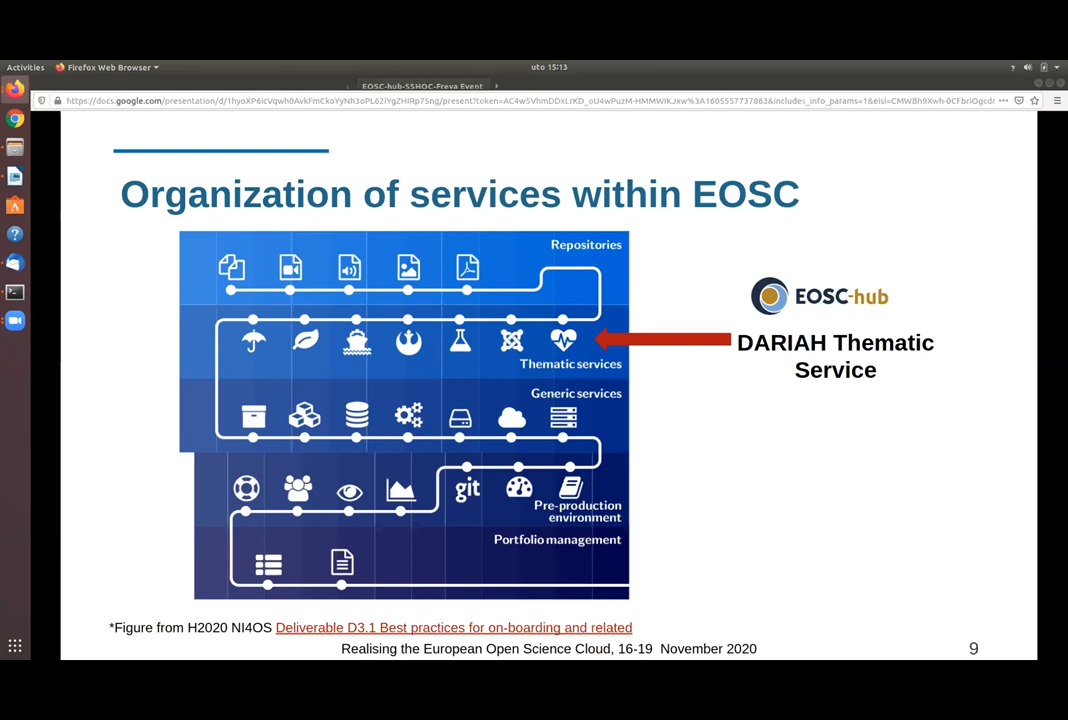 Activities Firefox Web Browser uto 15:13 ?
EOSC-hub-SSHOC-Freya Event
Organization of services within EOSC
Repositories
EOSC-hub
DARIAH Thematic
Service
Thematic services
Generic services
git
Pre-production
environment
Portfolio management
*Figure from H2020 NI4OS Deliverable D3.1 Best practices for on-boarding and related
Realising the European Open Science Cloud, 16-19 November 2020
9